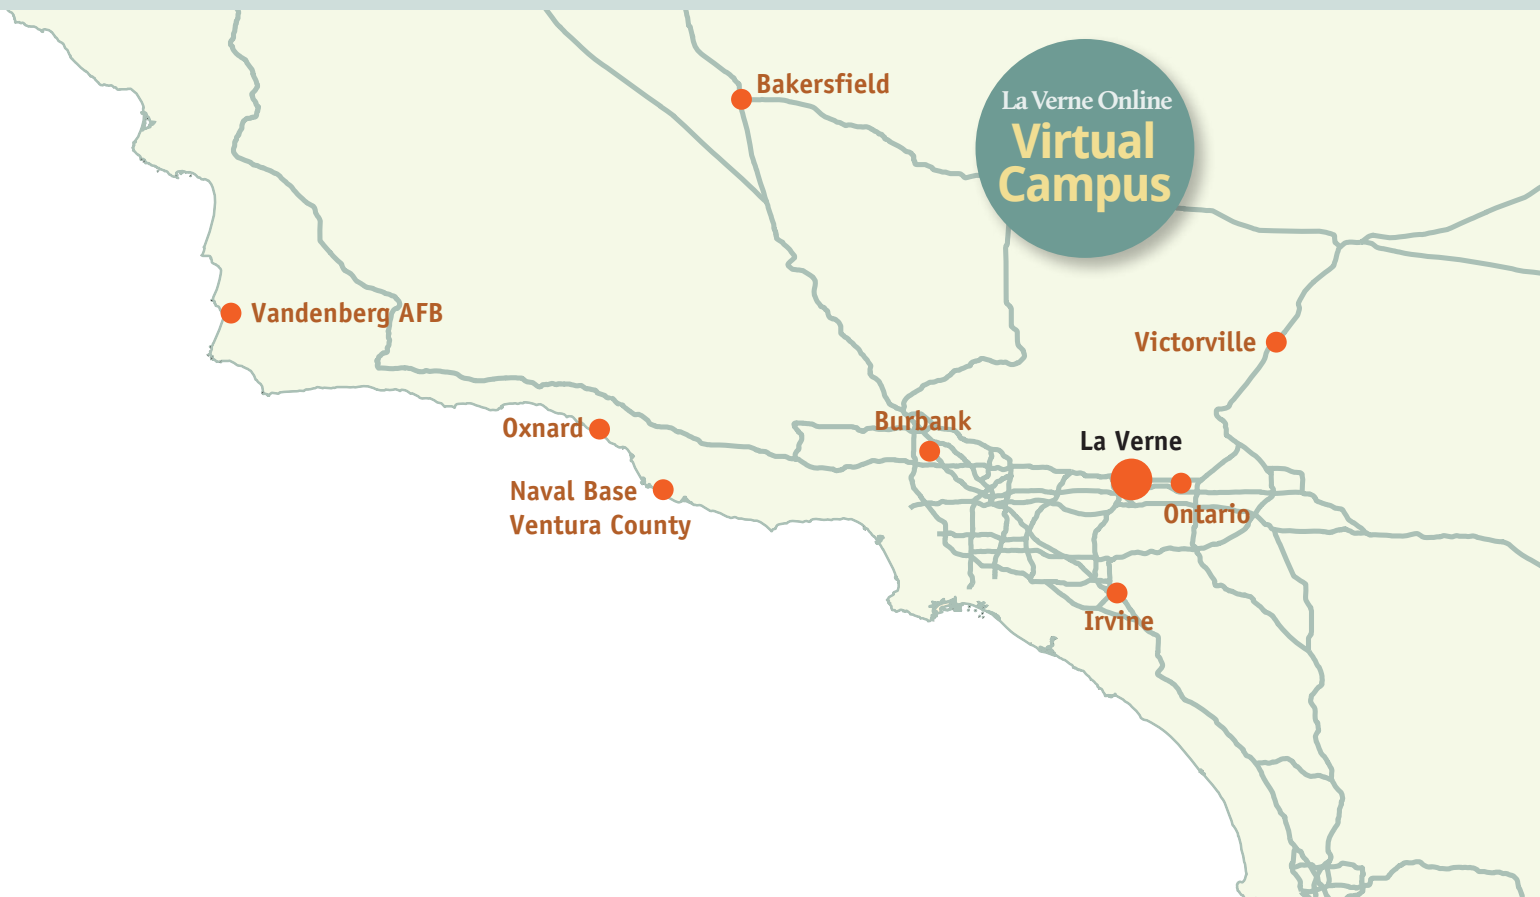 Bakersfield
La Verne Online
Virtual
Campus
Vandenberg AFB
Victorville
Burbank
Oxnard
La Verne
Naval Base
Ventura County
Ontario
Irvine